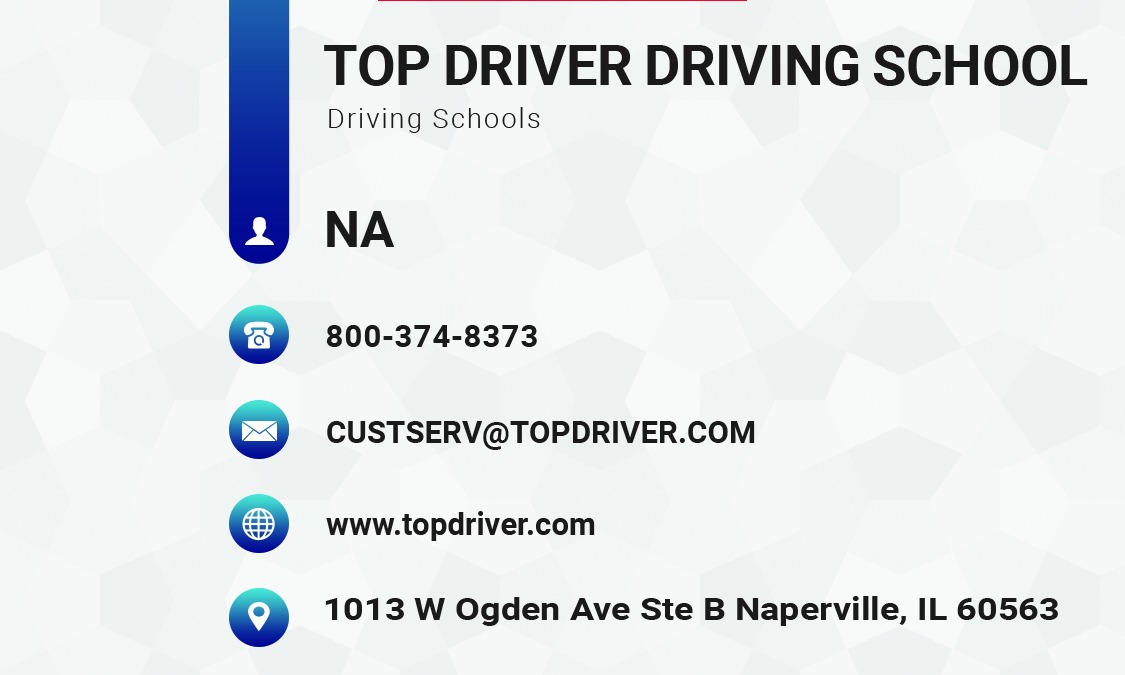 TOP DRIVER DRIVING SCHOOL
Driving Schools
NA
800-374-8373
CUSTSERV@TOPDRIVER.COM
www.topdriver.com
1013 W Ogden Ave Ste B Naperville, IL 60563